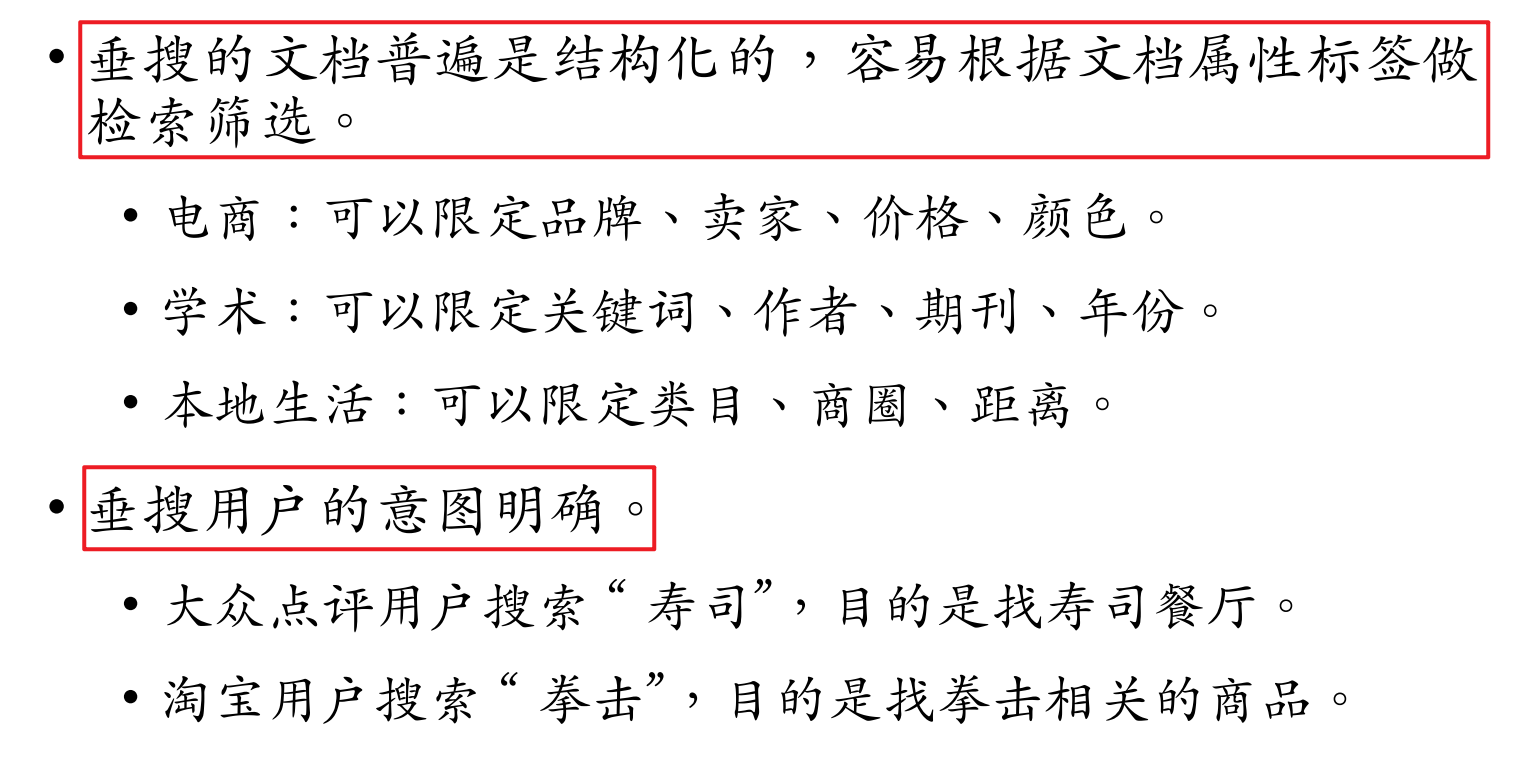 • 垂搜的文档普遍是结构化的，容易根据文档属性标签做
检索筛选。
• 电商：可以限定品牌、卖家、价格、颜色。
• 学术：可以限定关键词、作者、期刊、年份。
• 本地生活：可以限定类目、商圈、距离。
• 垂搜用户的意图明确。
• 大众点评用户搜索“寿司”，目的是找寿司餐厅。
• 淘宝用户搜索“拳击”，目的是找拳击相关的商品。